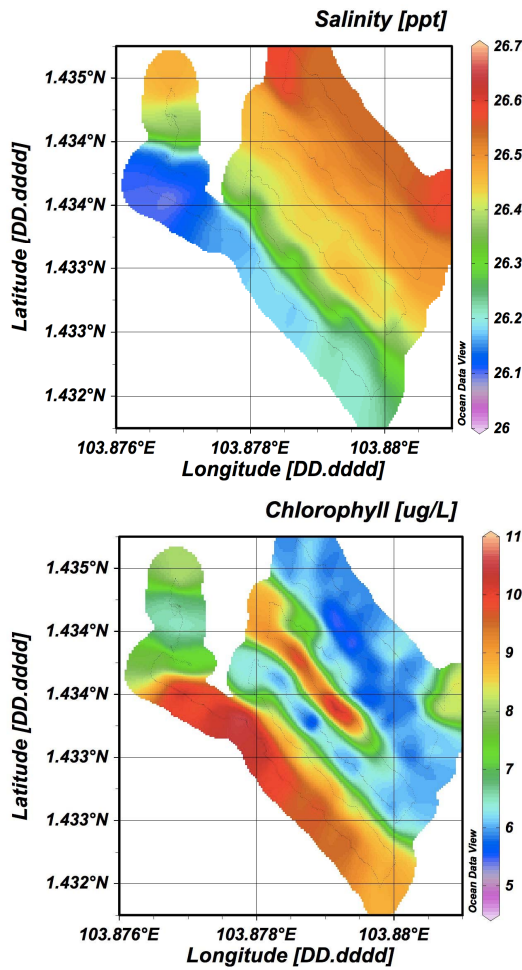 Salinity [ppt]
26.7
1.435°N
26.6
1.434°N
26.5
26.4
1.434°N
Latitude [DD.dddd]
1.433°N
26.3
26.2
1.433°N
26.1
1.432°N
Ocean Data View
26
103.876°E 103.878°E 103.88°E
Longitude [DD.dddd]
Chlorophyll [ug/L]
11
1.435°N
10
1.434°N
9
1.434°N
8
Latitude [DD.dddd]
1.433°N
7
1.433°N
6
1.432°N
5
Ocean Data View
103.876°E 103.878°E 103.88°E
Longitude [DD.dddd]